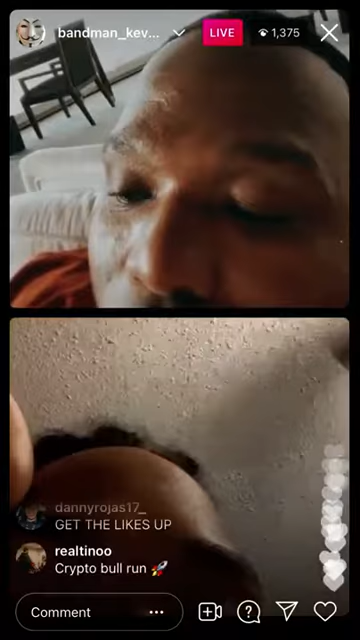 bandman_kev...
LIVE
1,375
dannyrojas17_
GET THE LIKES UP
realtinoo
Crypto bull run 🚀
Comment